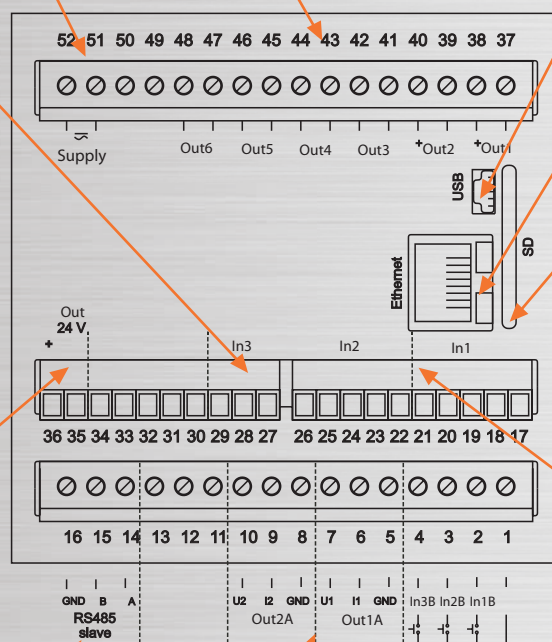 52 51 50 49 48 47 46 45 44 43 42 41 40 39 38 37
Supply Out6 Out5 Out4 Out3 +Out2 +Out1
USB
SD
Ethernet
Out
24 V
+
In3 In2 In1
36 35 34 33 32 31 30 29 28 27 26 25 24 23 22 21 20 19 18 17
16 15 14 13 12 11 10 9 8 7 6 5 4 3 2 1
GND B A U2 I2 GND U1 I1 GND In3B In2B In1B
RS485 Out2A Out1A
slave